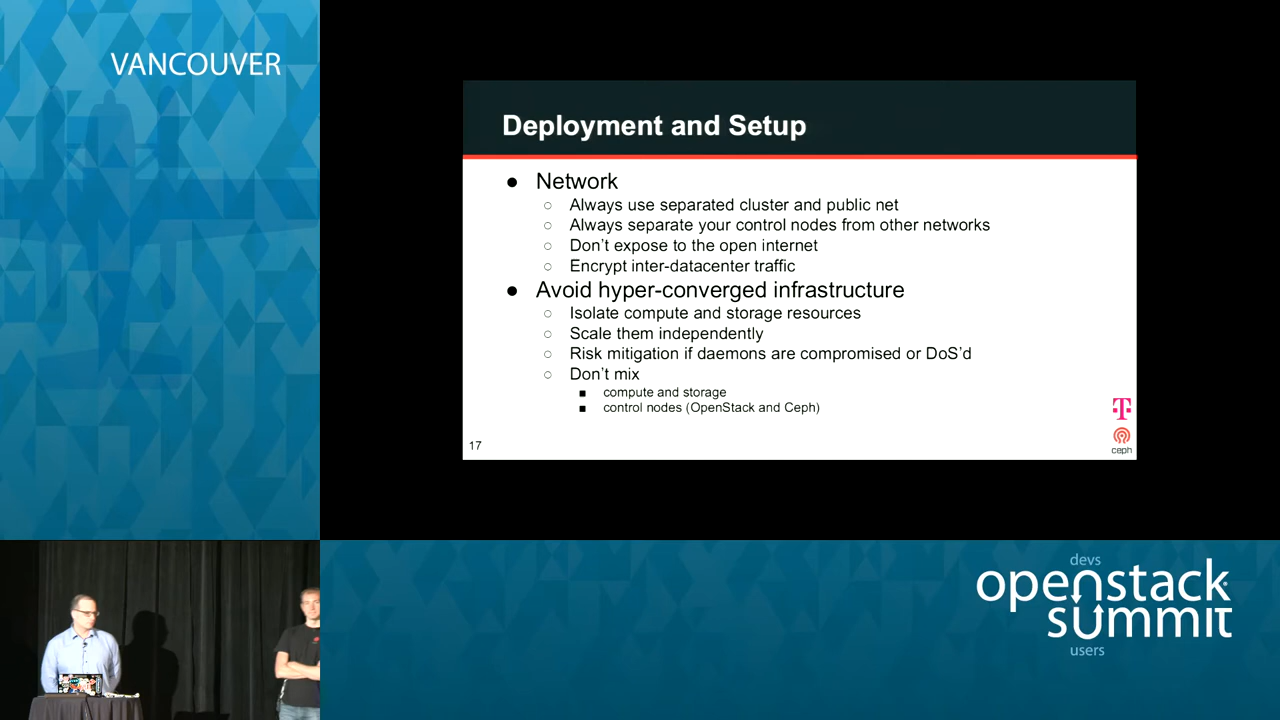 VANCOUVER
Deployment and Setup
● Network
○ Always use separated cluster and public net
○ Always separate your control nodes from other networks
○ Don't expose to the open internet
○ Encrypt inter-datacenter traffic
● Avoid hyper-converged infrastructure
○ Isolate compute and storage resources
○ Scale them independently
○ Risk mitigation if daemons are compromised or DoS'd
○ Don't mix
■ compute and storage
■ control nodes (OpenStack and Ceph)
17
T
ceph
devs
openstack
summit
users